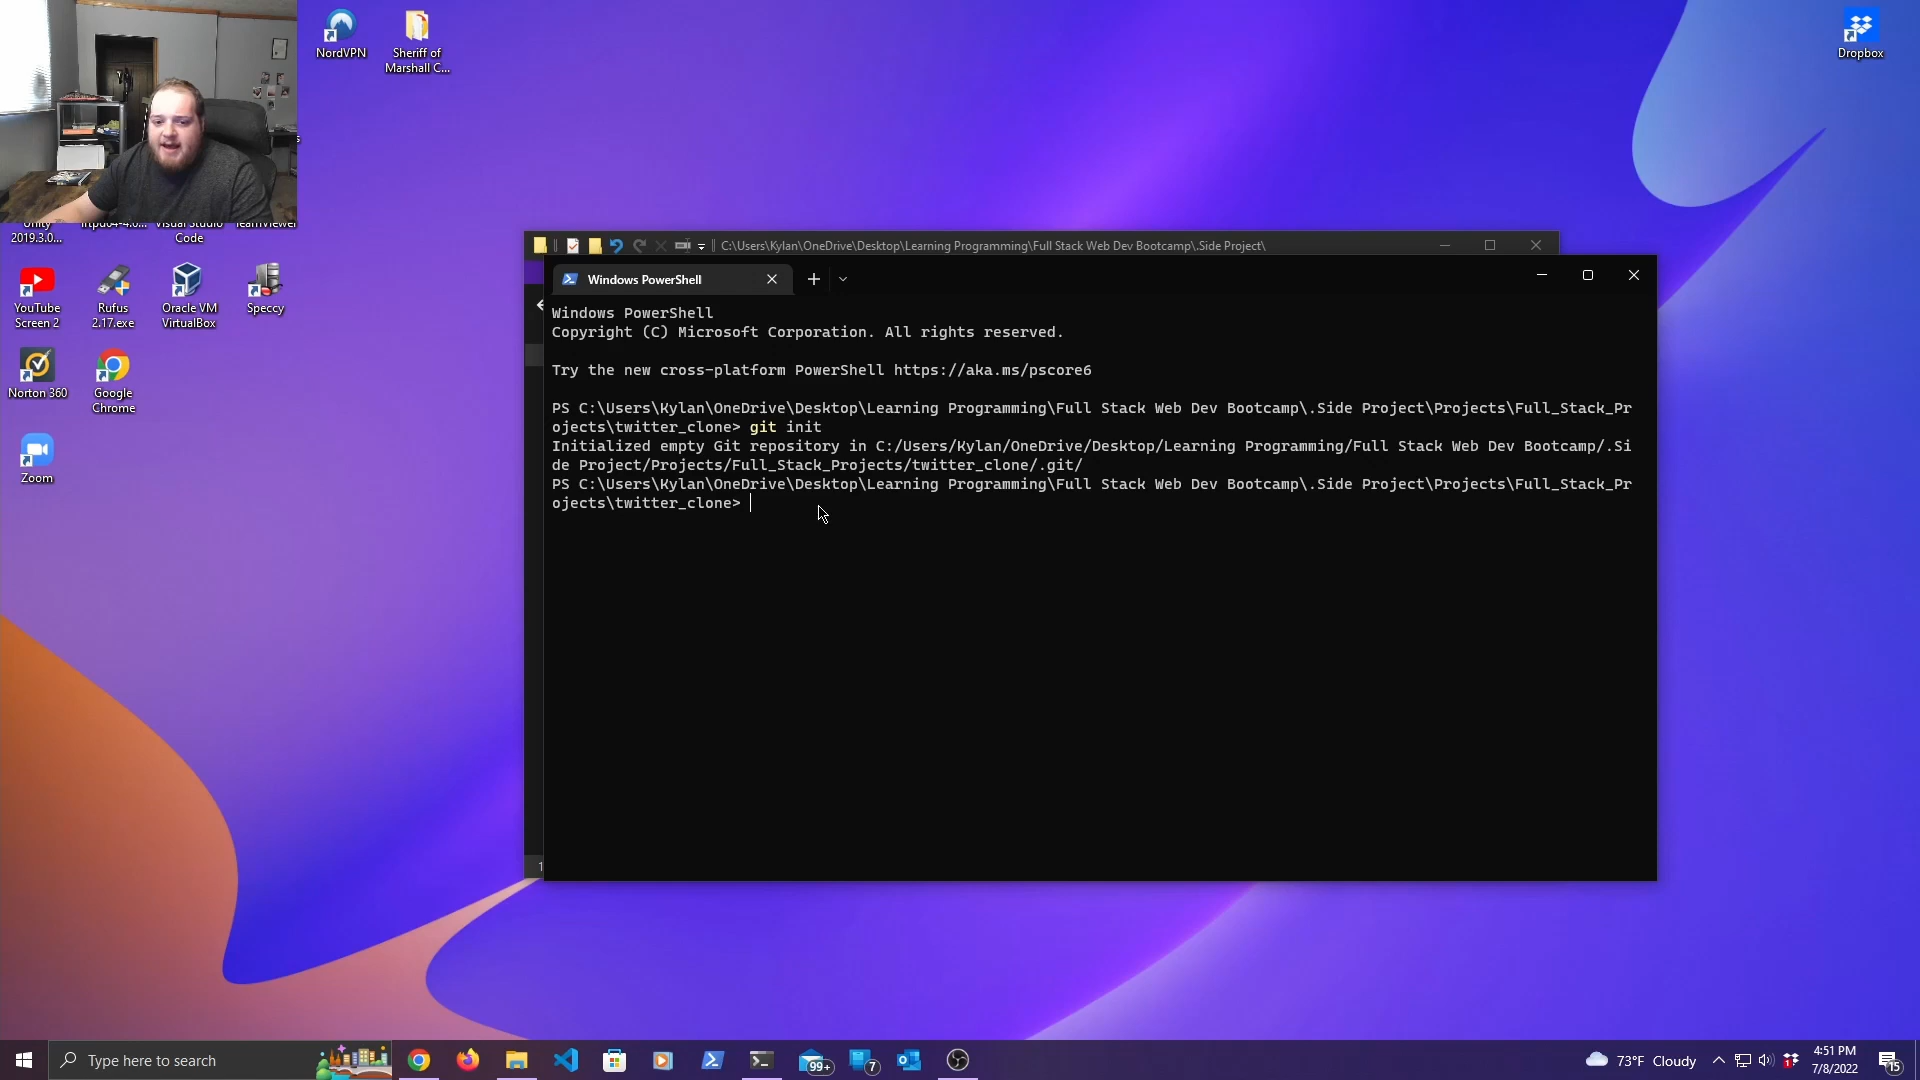 NordVPN
Sheriff of
Marshall C...
Dropbox
Unity
2019.3.0...
Visual Studio
Code
TeamViewer
YouTube
Screen 2
Rufus
2.17.exe
Oracle VM
VirtualBox
Speccy
Norton 360
Google
Chrome
Zoom
C:\Users\Kylan\OneDrive\Desktop\Learning Programming\Full Stack Web Dev Bootcamp\.Side Project\
Windows PowerShell
Windows PowerShell
Copyright (C) Microsoft Corporation. All rights reserved.
Try the new cross-platform PowerShell https://aka.ms/pscore6
PS C:\Users\Kylan\OneDrive\Desktop\Learning Programming\Full Stack Web Dev Bootcamp\.Side Project\Projects\Full_Stack_Pr
ojects\twitter_clone> git init
Initialized empty Git repository in C:/Users/Kylan/OneDrive/Desktop/Learning Programming/Full Stack Web Dev Bootcamp/.Si
de Project/Projects/Full_Stack_Projects/twitter_clone/.git/
PS C:\Users\Kylan\OneDrive\Desktop\Learning Programming\Full Stack Web Dev Bootcamp\.Side Project\Projects\Full_Stack_Pr
ojects\twitter_clone>
1
Type here to search
99+
7
73°F Cloudy
1
4:51 PM
7/8/2022
15